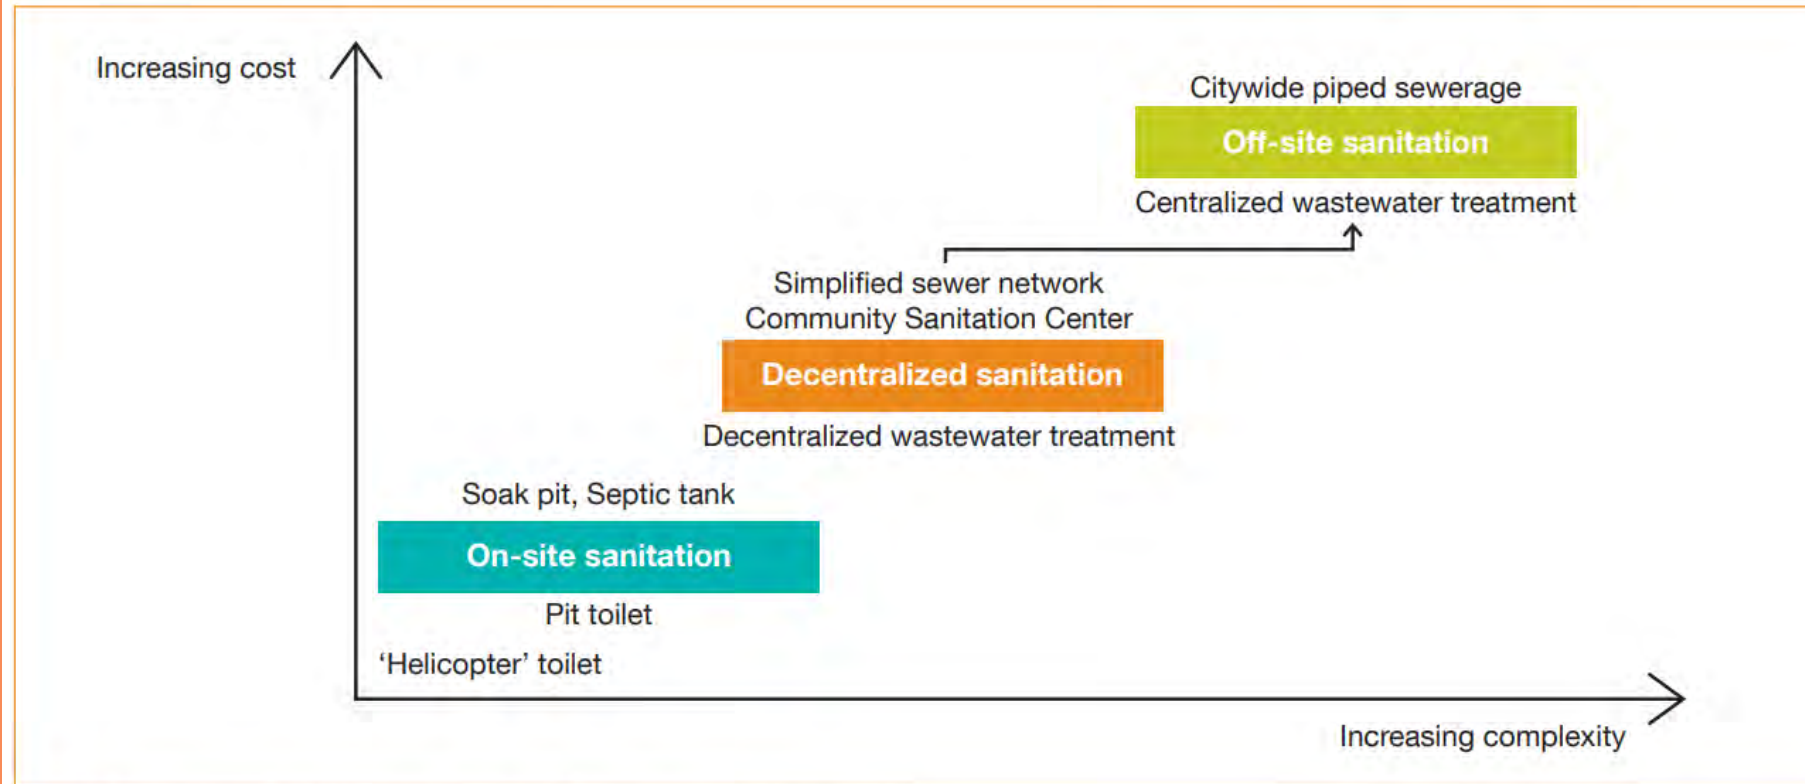 Increasing cost
Citywide piped sewerage
Off-site sanitation
Centralized wastewater treatment
Simplified sewer network
Community Sanitation Center
Decentralized sanitation
Decentralized wastewater treatment
Soak pit, Septic tank
On-site sanitation
Pit toilet
‘Helicopter’ toilet
Increasing complexity